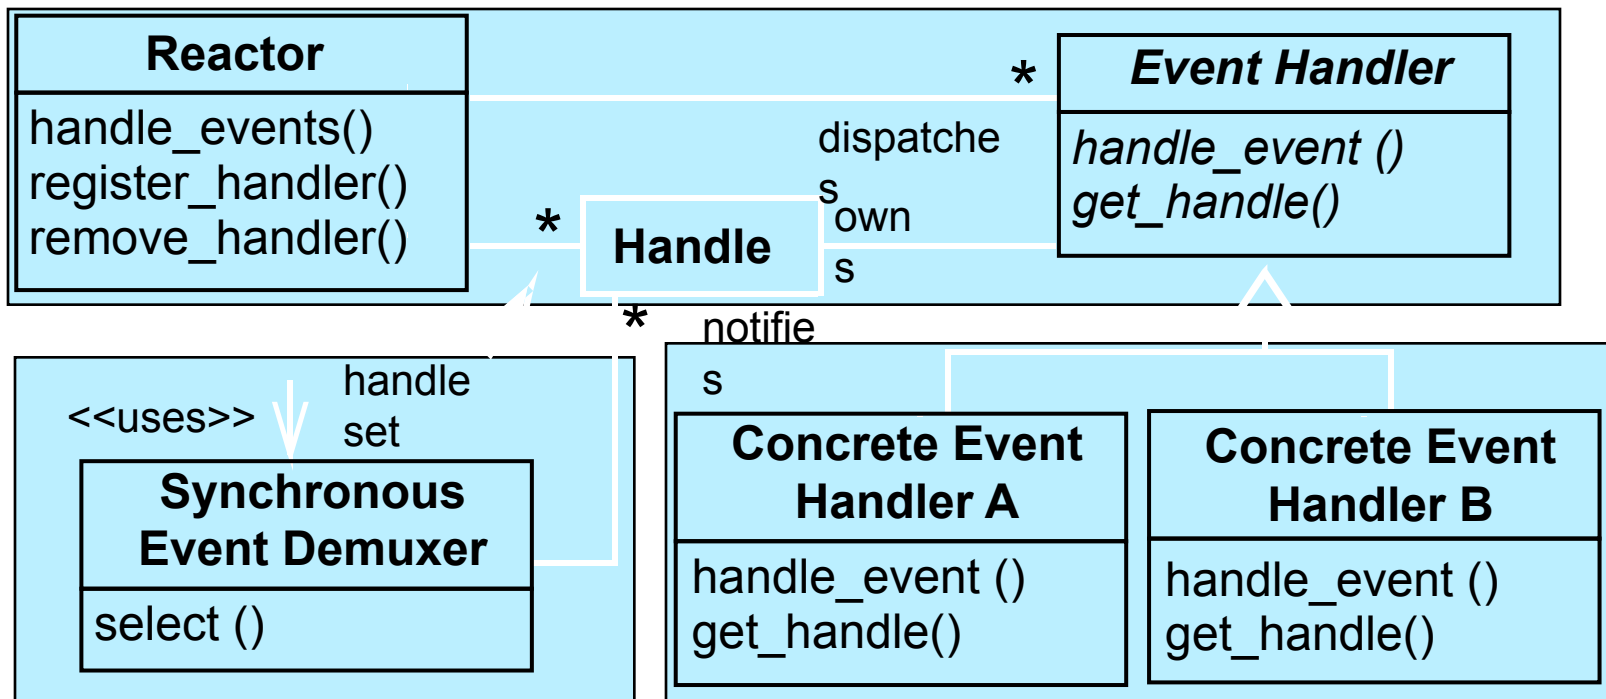 Reactor
handle_events()
register_handler()
remove_handler()
*
Event Handler
handle_event ()
get_handle()
dispatche
s
*
Handle
own
s
*
notifie
s
<<uses>>
handle
set
Synchronous
Event Demuxer
select ()
Concrete Event
Handler A
handle_event ()
get_handle()
Concrete Event
Handler B
handle_event ()
get_handle()